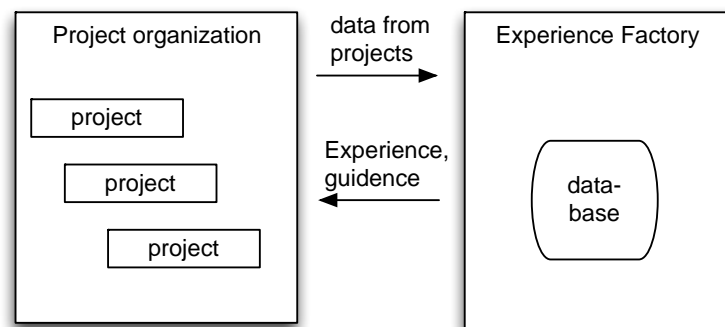 Project organization
project
project
project
data from
projects
Experience,
guidence
Experience Factory
data-
base